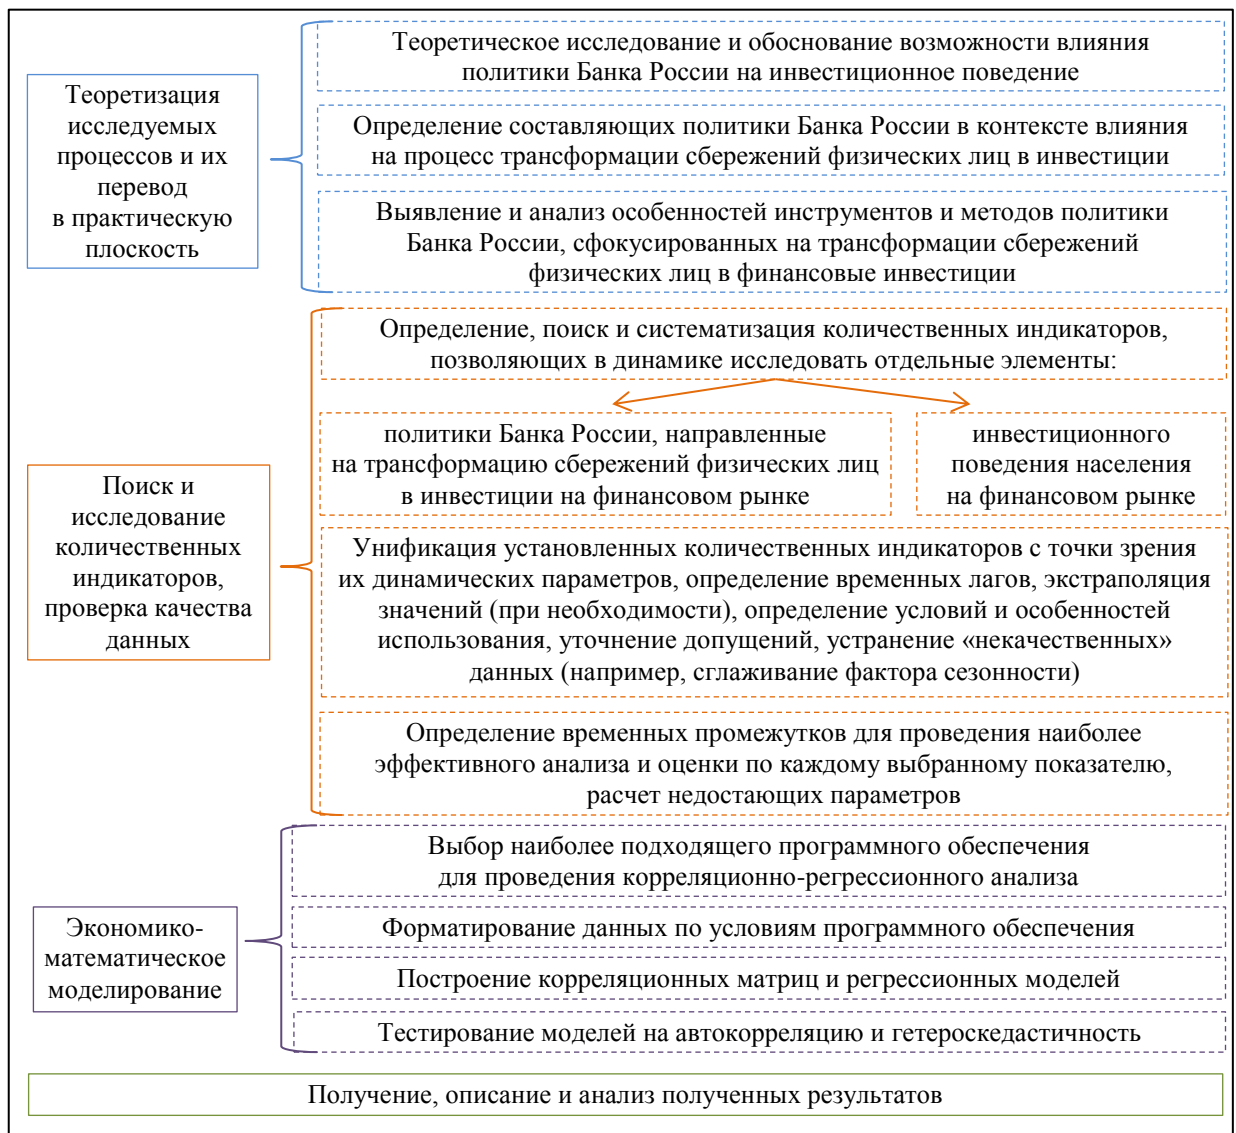 Теоретизация
исследуемых
процессов и их
перевод
в практическую
плоскость
Теоретическое исследование и обоснование возможности влияния
политики Банка России на инвестиционное поведение
Определение составляющих политики Банка России в контексте влияния
на процесс трансформации сбережений физических лиц в инвестиции
Выявление и анализ особенностей инструментов и методов политики
Банка России, сфокусированных на трансформации сбережений
физических лиц в финансовые инвестиции
Поиск и
исследование
количественных
индикаторов,
проверка качества
данных
Определение, поиск и систематизация количественных индикаторов,
позволяющих в динамике исследовать отдельные элементы:
политики Банка России, направленные
на трансформацию сбережений физических лиц
в инвестиции на финансовом рынке
инвестиционного
поведения населения
на финансовом рынке
Унификация установленных количественных индикаторов с точки зрения
их динамических параметров, определение временных лагов, экстраполяция
значений (при необходимости), определение условий и особенностей
использования, уточнение допущений, устранение «некачественных»
данных (например, сглаживание фактора сезонности)
Определение временных промежутков для проведения наиболее
эффективного анализа и оценки по каждому выбранному показателю,
расчет недостающих параметров
Экономико-
математическое
моделирование
Выбор наиболее подходящего программного обеспечения
для проведения корреляционно-регрессионного анализа
Форматирование данных по условиям программного обеспечения
Построение корреляционных матриц и регрессионных моделей
Тестирование моделей на автокорреляцию и гетероскедастичность
Получение, описание и анализ полученных результатов